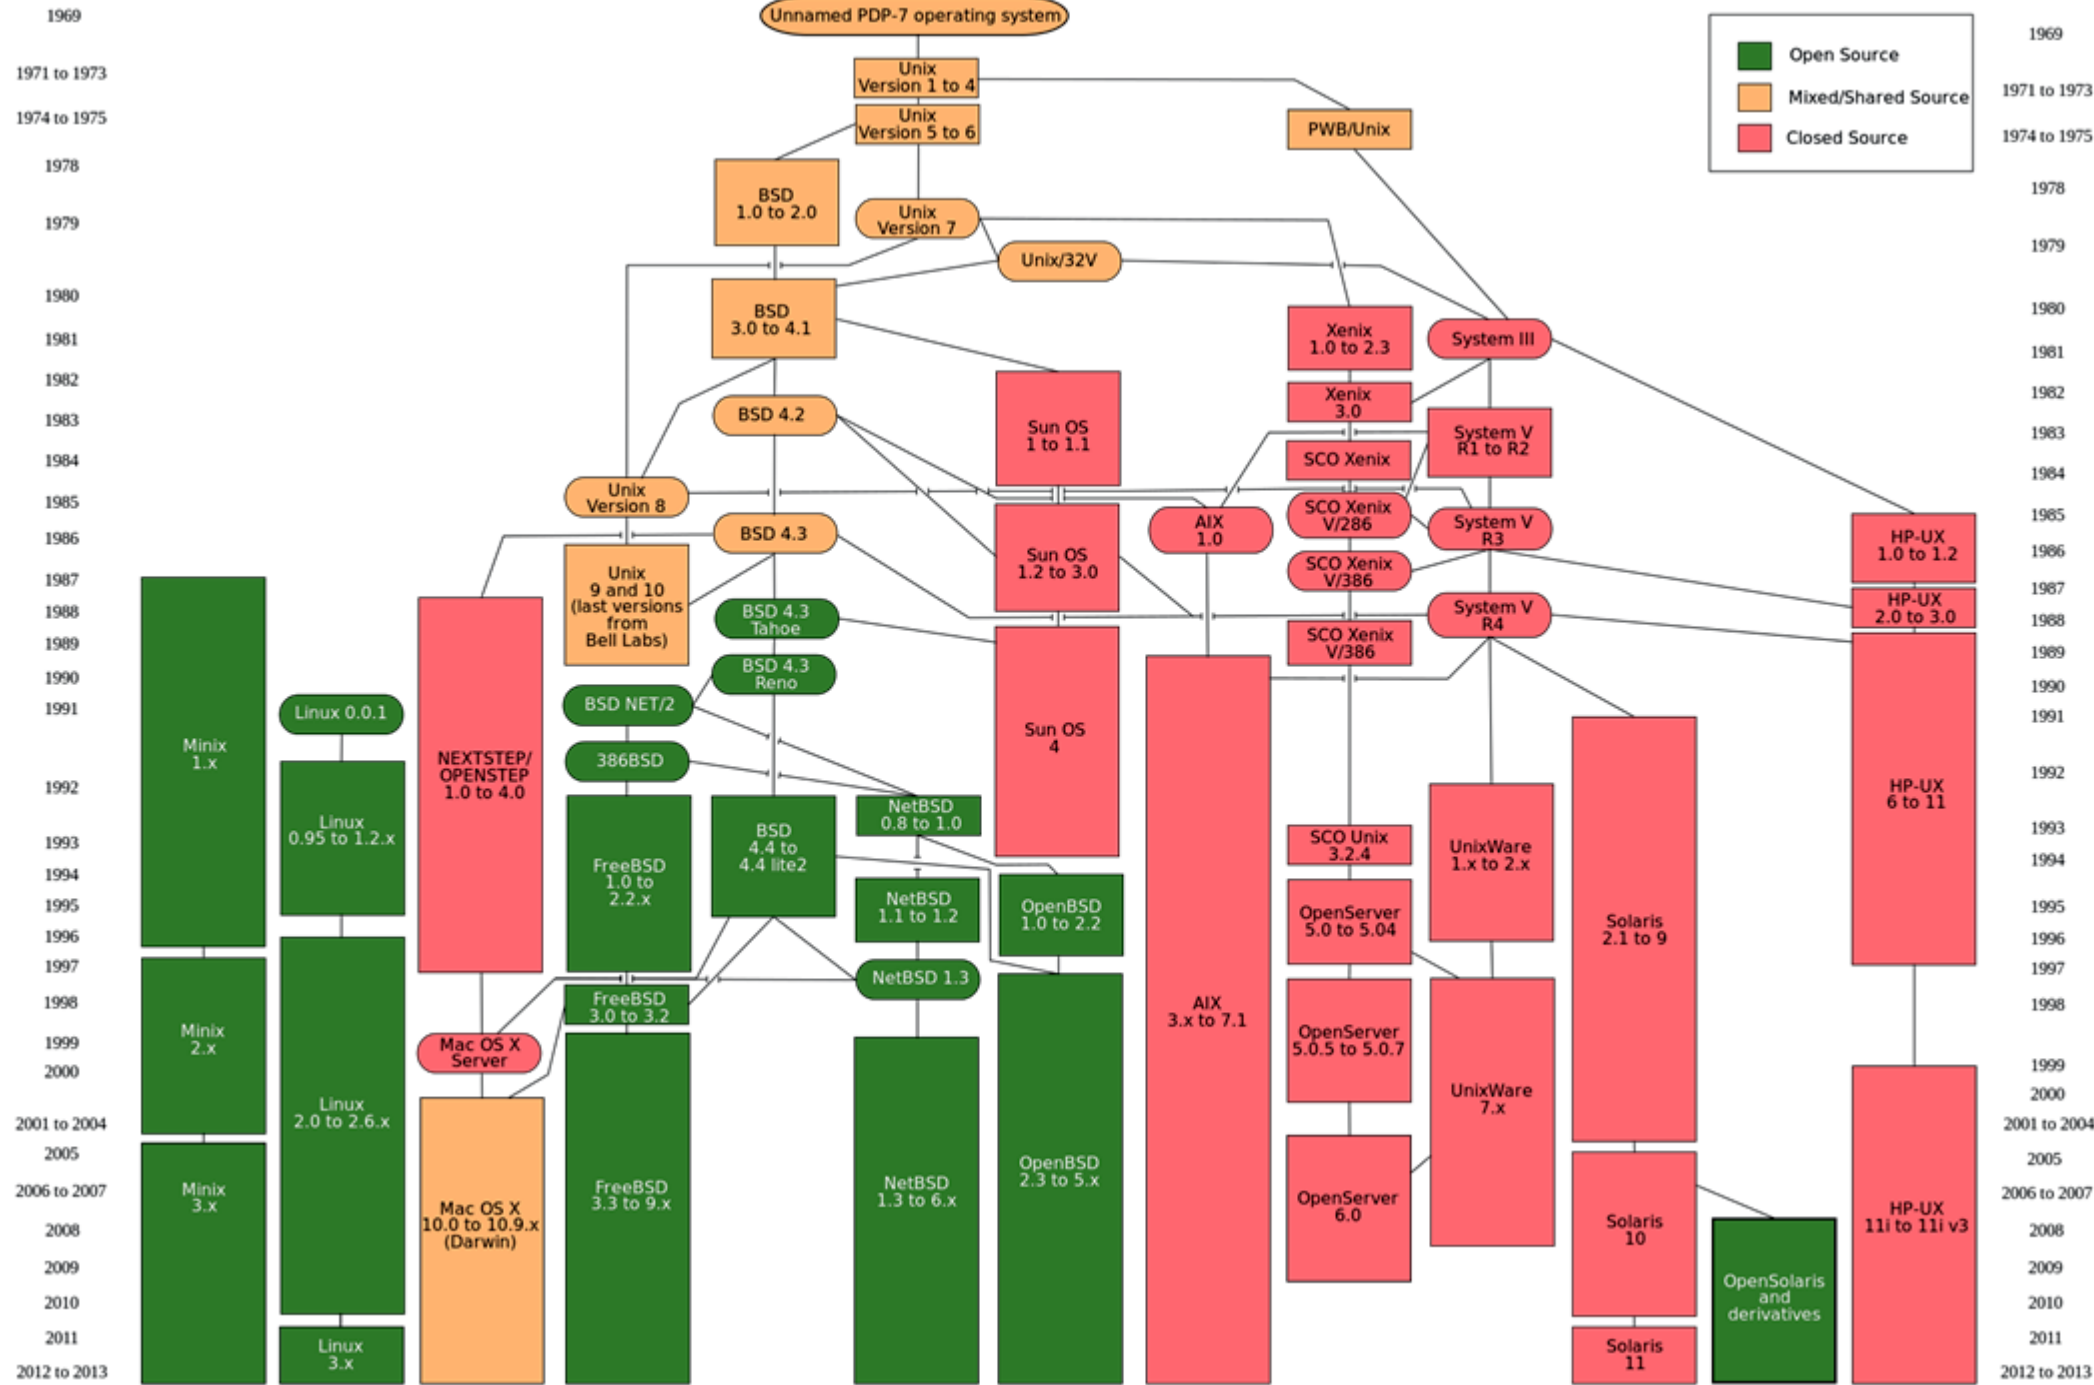 1969
Unnamed PDP-7 operating system
1969
Open Source
Mixed/Shared Source
Closed Source
1971 to 1973
Unix
Version 1 to 4
1971 to 1973
1974 to 1975
Unix
Version 5 to 6
PWB/Unix
1974 to 1975
1978
BSD
1.0 to 2.0
1978
1979
Unix
Version 7
Unix/32V
1979
1980
BSD
3.0 to 4.1
Xenix
1.0 to 2.3
System III
1980
1981
1981
1982
Sun OS
1 to 1.1
Xenix
3.0
1982
1983
BSD 4.2
System V
R1 to R2
1983
1984
SCO Xenix
1984
1985
Unix
Version 8
SCO Xenix
V/286
AIX
1.0
System V
R3
1985
HP-UX
1.0 to 1.2
1986
BSD 4.3
Sun OS
1.2 to 3.0
SCO Xenix
V/386
1986
1987
Unix
9 and 10
(last versions
from
Bell Labs)
1987
HP-UX
2.0 to 3.0
1988
BSD 4.3
Tahoe
System V
R4
1988
1989
SCO Xenix
V/386
1989
1990
BSD 4.3
Reno
1990
1991
Linux 0.0.1
BSD NET/2
1991
Minix
1.x
NEXTSTEP/
OPENSTEP
1.0 to 4.0
386BSD
Sun OS
4
1992
1992
HP-UX
6 to 11
Linux
0.95 to 1.2.x
NetBSD
0.8 to 1.0
1993
BSD
4.4 to
4.4 lite2
SCO Unix
3.2.4
UnixWare
1.x to 2.x
1993
1994
FreeBSD
1.0 to
2.2.x
1994
1995
NetBSD
1.1 to 1.2
OpenBSD
1.0 to 2.2
OpenServer
5.0 to 5.04
Solaris
2.1 to 9
1995
1996
1996
1997
NetBSD 1.3
1997
1998
FreeBSD
3.0 to 3.2
AIX
3.x to 7.1
1998
Minix
2.x
1999
Mac OS X
Server
OpenServer
5.0.5 to 5.0.7
1999
2000
2000
Linux
2.0 to 2.6.x
UnixWare
7.x
2001 to 2004
2001 to 2004
2005
2005
Minix
3.x
2006 to 2007
FreeBSD
3.3 to 9.x
NetBSD
1.3 to 6.x
OpenBSD
2.3 to 5.x
OpenServer
6.0
2006 to 2007
Mac OS X
10.0 to 10.9.x
(Darwin)
Solaris
10
HP-UX
11i to 11i v3
2008
2008
2009
2009
OpenSolaris
and
derivatives
2010
2010
2011
Linux
3.x
Solaris
11
2011
2012 to 2013
2012 to 2013